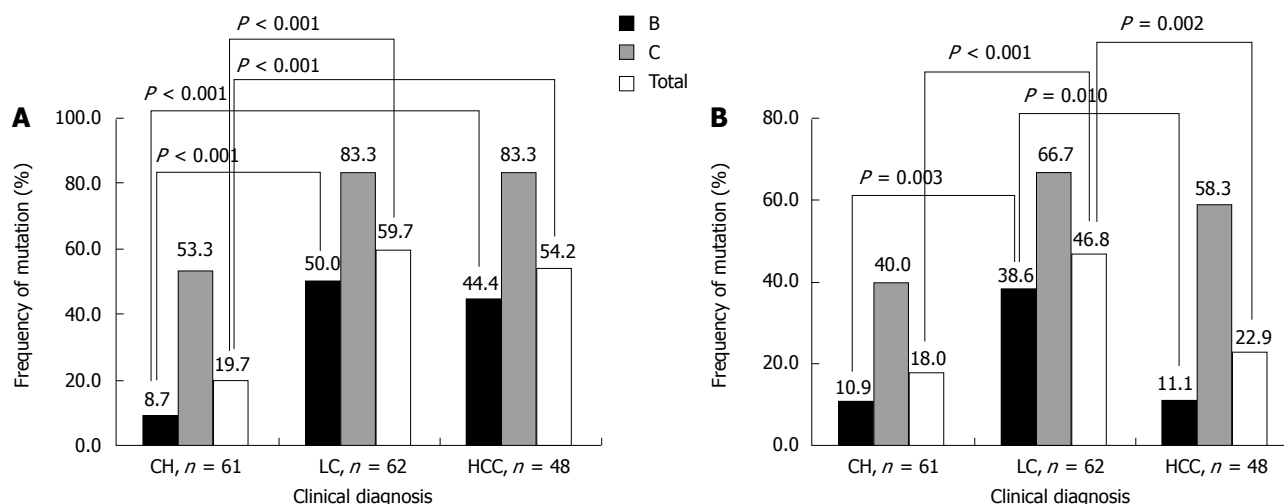 A
P < 0.001
P < 0.001
P < 0.001
P < 0.001
Frequency of mutation (%)
100.0
80.0
60.0
40.0
20.0
0.0
8.7
53.3
19.7
50.0
83.3
59.7
44.4
83.3
54.2
CH, n = 61
LC, n = 62
HCC, n = 48
Clinical diagnosis
B
C
Total
B
P = 0.002
P < 0.001
P = 0.010
P = 0.003
Frequency of mutation (%)
80.0
60.0
40.0
20.0
0.0
10.9
40.0
18.0
38.6
66.7
46.8
11.1
58.3
22.9
CH, n = 61
LC, n = 62
HCC, n = 48
Clinical diagnosis